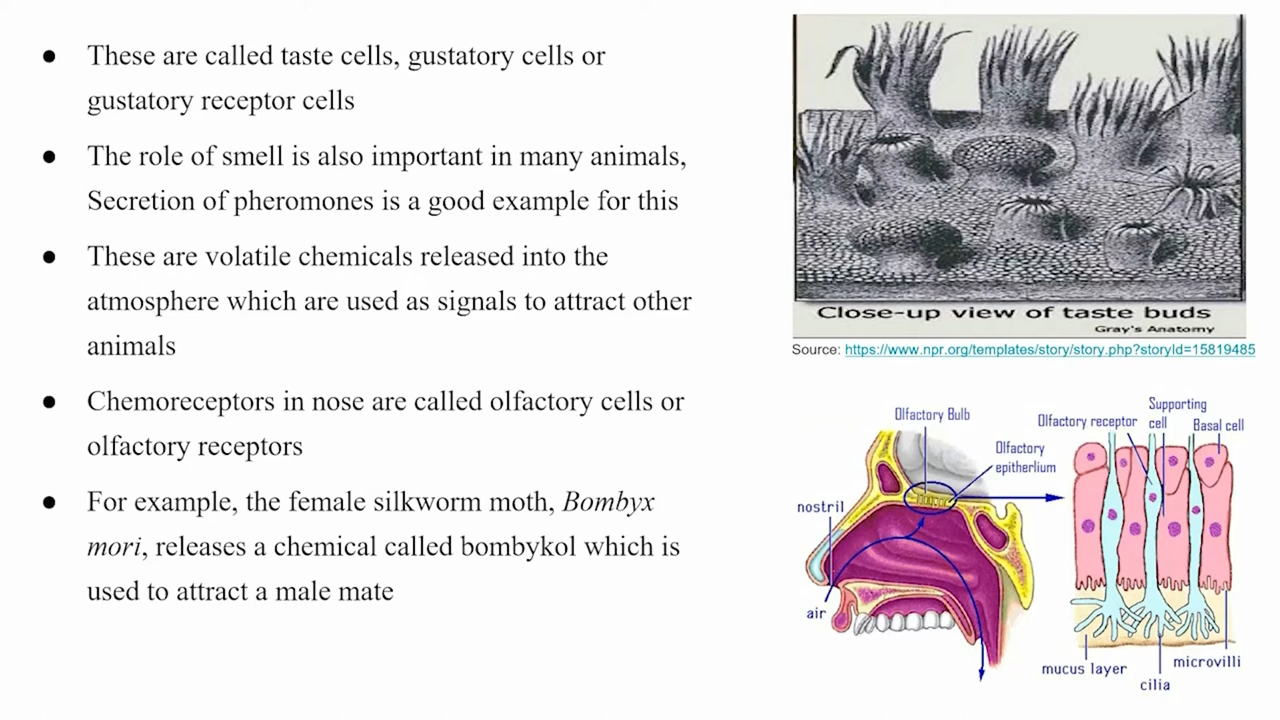 ● These are called taste cells, gustatory cells or
gustatory receptor cells
● The role of smell is also important in many animals,
Secretion of pheromones is a good example for this
● These are volatile chemicals released into the
atmosphere which are used as signals to attract other
animals
● Chemoreceptors in nose are called olfactory cells or
olfactory receptors
● For example, the female silkworm moth, Bombyx
mori, releases a chemical called bombykol which is
used to attract a male mate
Close-up view of taste buds
Gray's Anatomy
Source: https://www.npr.org/templates/story/story.php?storyId=15819485
Olfactory Bulb
Olfactory
epitherlium
nostril
air
Olfactory receptor
Supporting
cell
Basal cell
mucus layer
cilia
microvilli